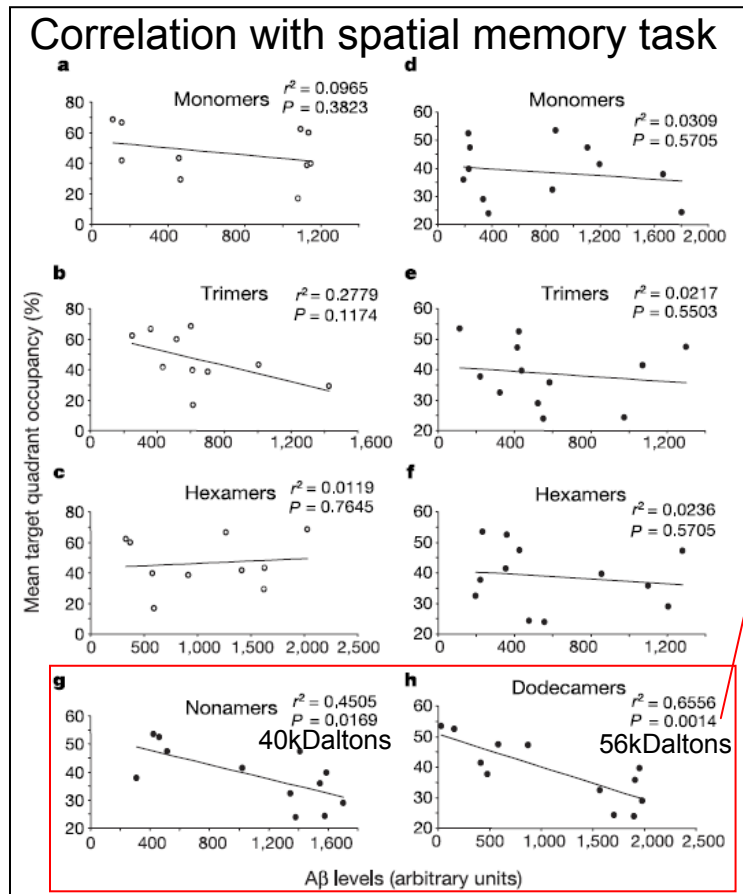 Correlation with spatial memory task
a
Monomers
r² = 0.0965
P = 0.3823
80
60
40
20
0
0 400 800 1,200
d
Monomers
r² = 0.0309
P = 0.5705
60
50
40
30
20
0 400 800 1,200 1,600 2,000
b
Trimers
r² = 0.2779
P = 0.1174
80
60
40
20
0
0 400 800 1,200 1,600
e
Trimers
r² = 0.0217
P = 0.5503
60
50
40
30
20
0 400 800 1,200
c
Hexamers
r² = 0.0119
P = 0.7645
80
60
40
20
0
0 500 1,000 1,500 2,000 2,500
f
Hexamers
r² = 0.0236
P = 0.5705
60
50
40
30
20
0 400 800 1,200
g
Nonamers
r² = 0.4505
P = 0.0169
40kDaltons
60
50
40
30
20
0 400 800 1,200 1,600
h
Dodecamers
r² = 0.6556
P = 0.0014
56kDaltons
60
50
40
30
20
0 500 1,000 1,500 2,000 2,500
Mean target quadrant occupancy (%)
Aβ levels (arbitrary units)